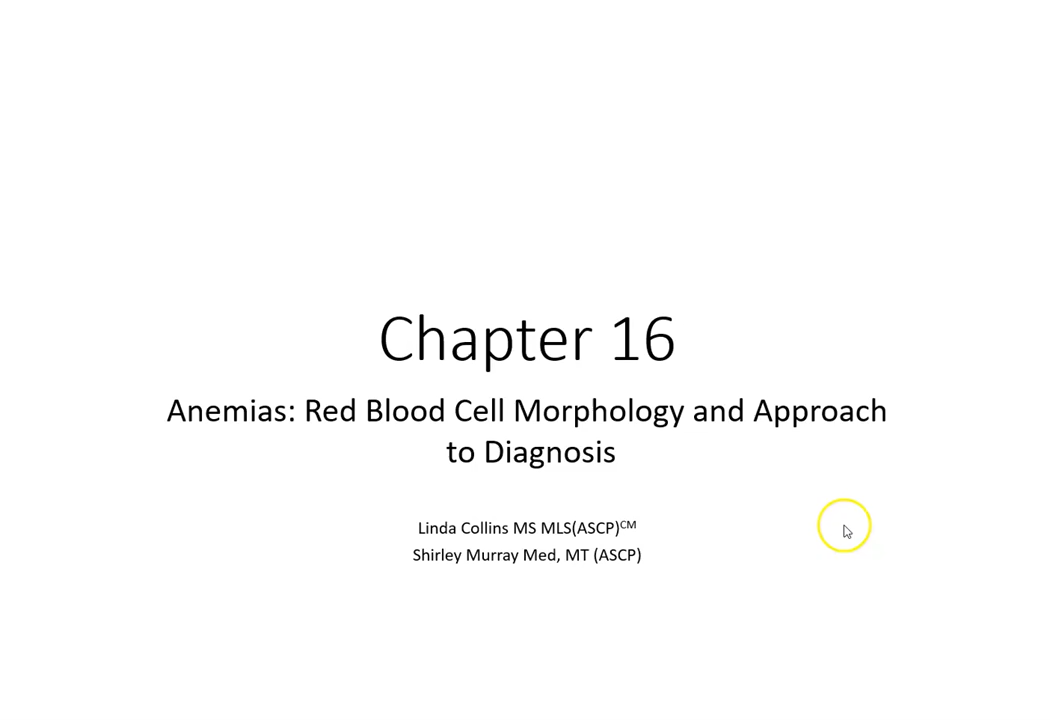 Chapter 16
Anemias: Red Blood Cell Morphology and Approach
to Diagnosis
Linda Collins MS MLS(ASCP)CM
Shirley Murray Med, MT (ASCP)